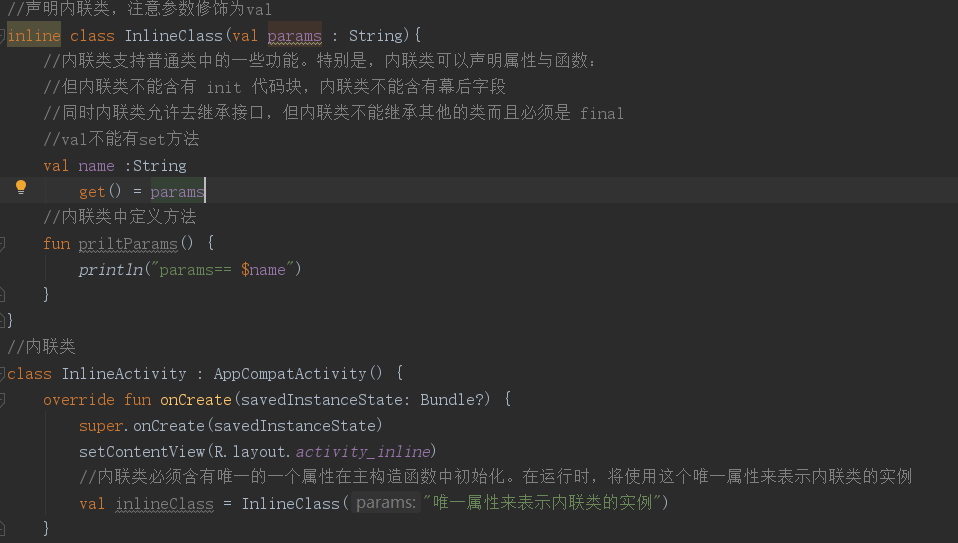 //声明内联类，注意参数修饰为val
inline class InlineClass(val params : String){
//内联类支持普通类中的一些功能。特别是，内联类可以声明属性与函数：
//但内联类不能含有 init 代码块，内联类不能含有幕后字段
//同时内联类允许去继承接口，但内联类不能继承其他的类而且必须是 final
//val不能有set方法
val name :String
get() = params
//内联类中定义方法
fun priltParams() {
println("params== $name")
}
}
//内联类
class InlineActivity : AppCompatActivity() {
override fun onCreate(savedInstanceState: Bundle?) {
super.onCreate(savedInstanceState)
setContentView(R.layout.activity_inline)
//内联类必须含有唯一的一个属性在主构造函数中初始化。在运行时，将使用这个唯一属性来表示内联类的实例
val inlineClass = InlineClass( params: "唯一属性来表示内联类的实例")
}